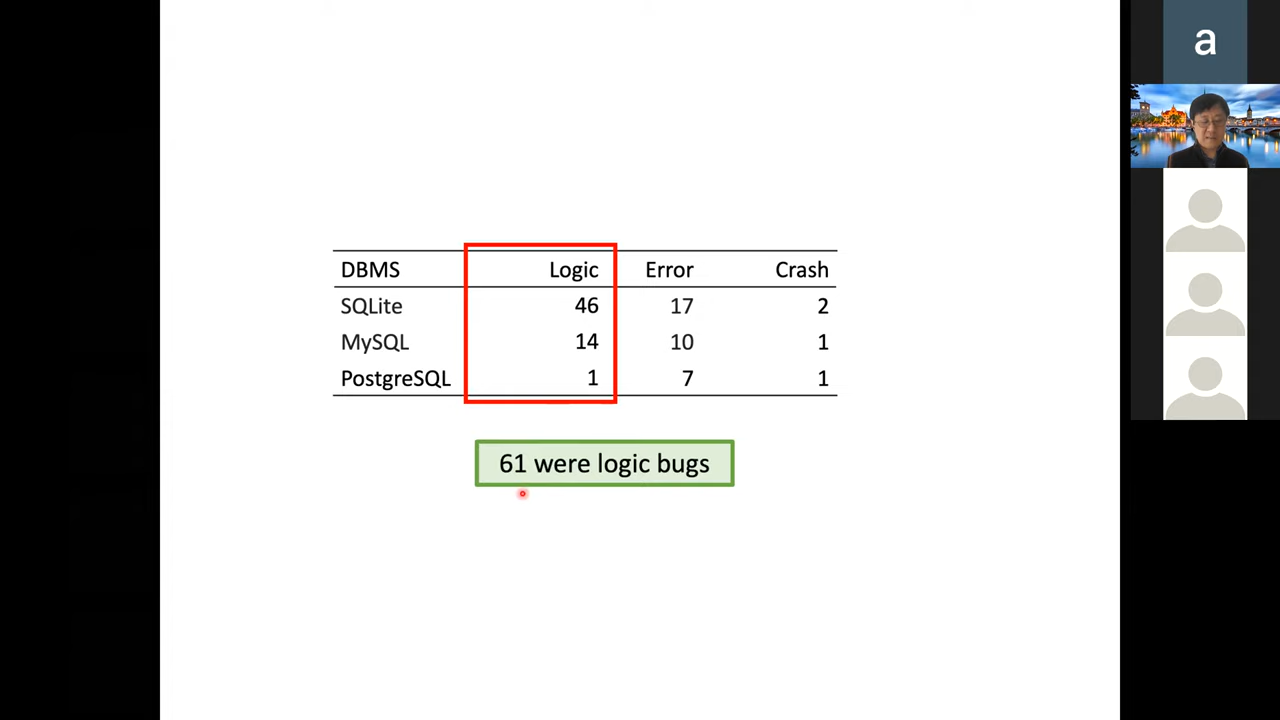 a
DBMS Logic Error Crash
SQLite 46 17 2
MySQL 14 10 1
PostgreSQL 1 7 1
61 were logic bugs